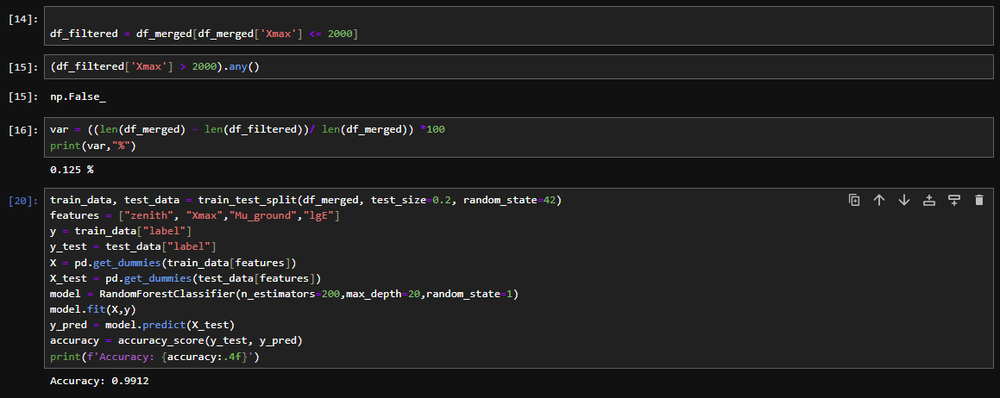 [14]:
df_filtered = df_merged[df_merged['Xmax'] <= 2000]
[15]: (df_filtered['Xmax'] > 2000).any()
[15]: np.False_
[16]: var = ((len(df_merged) - len(df_filtered))/ len(df_merged)) *100
print(var,"%")
0.125 %
[20]: train_data, test_data = train_test_split(df_merged, test_size=0.2, random_state=42)
features = ["zenith", "Xmax","Mu_ground","lgE"]
y = train_data["label"]
y_test = test_data["label"]
X = pd.get_dummies(train_data[features])
X_test = pd.get_dummies(test_data[features])
model = RandomForestClassifier(n_estimators=200,max_depth=20,random_state=1)
model.fit(X,y)
y_pred = model.predict(X_test)
accuracy = accuracy_score(y_test, y_pred)
print(f'Accuracy: {accuracy:.4f}')
Accuracy: 0.9912